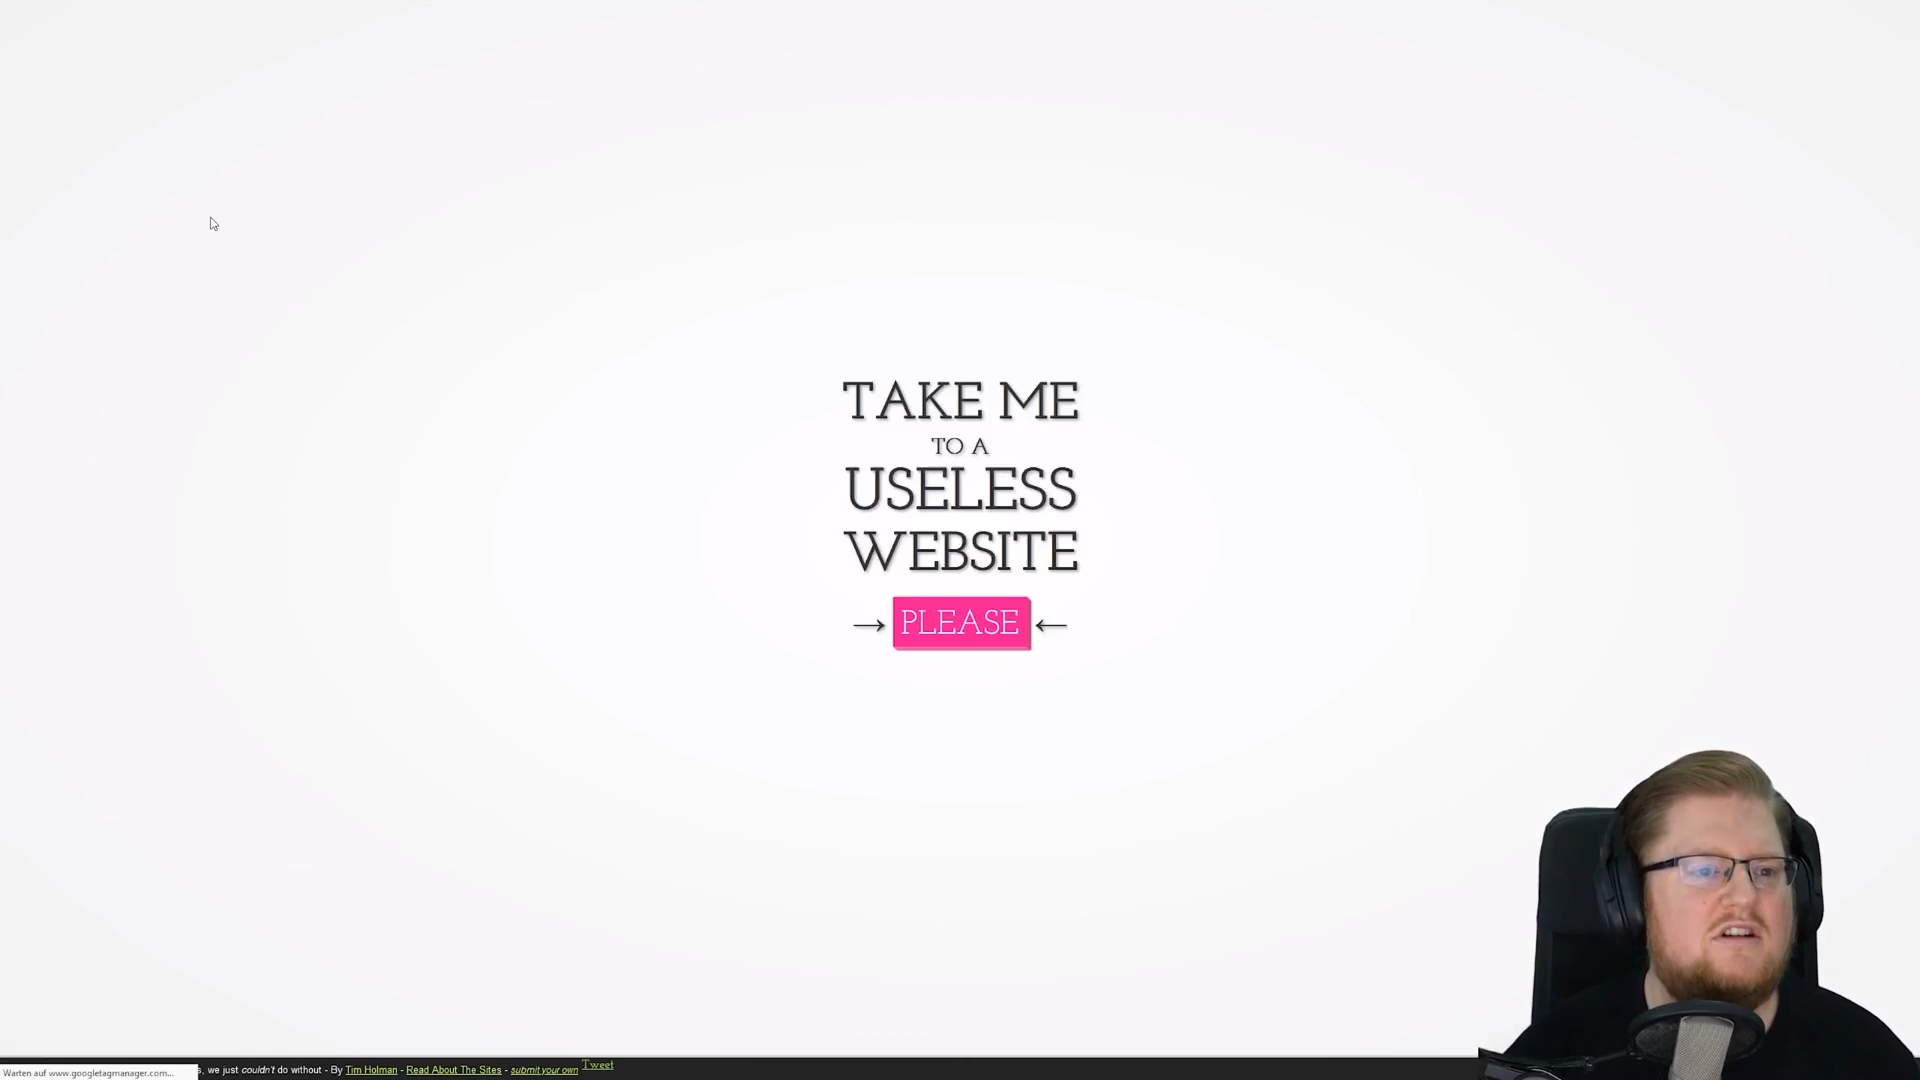 TAKE ME
TO A
USELESS
WEBSITE
→ PLEASE ←
Warten auf www.googletagmanager.com...
s, we just couldn't do without - By Tim Holman - Read About The Sites - submit your own Tweet